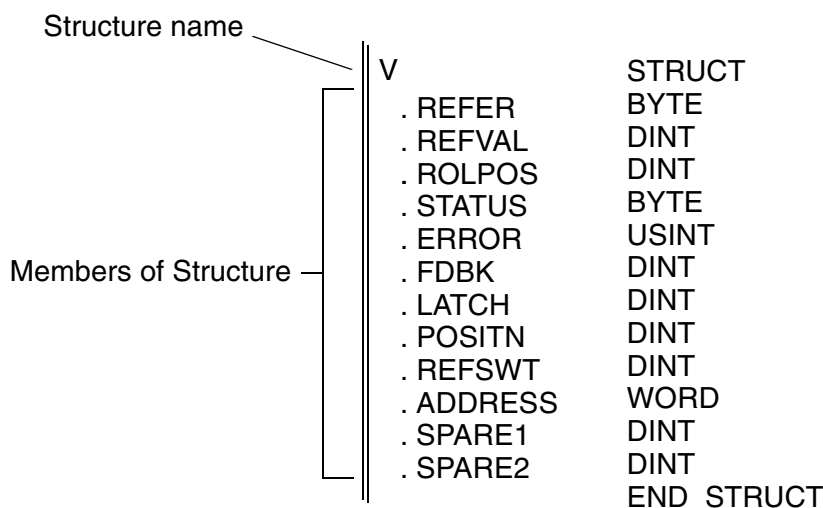 Structure name
V STRUCT
. REFER BYTE
. REFVAL DINT
. ROLPOS DINT
. STATUS BYTE
. ERROR USINT
Members of Structure
. FDBK DINT
. LATCH DINT
. POSITN DINT
. REFSWT DINT
. ADDRESS WORD
. SPARE1 DINT
. SPARE2 DINT
END STRUCT